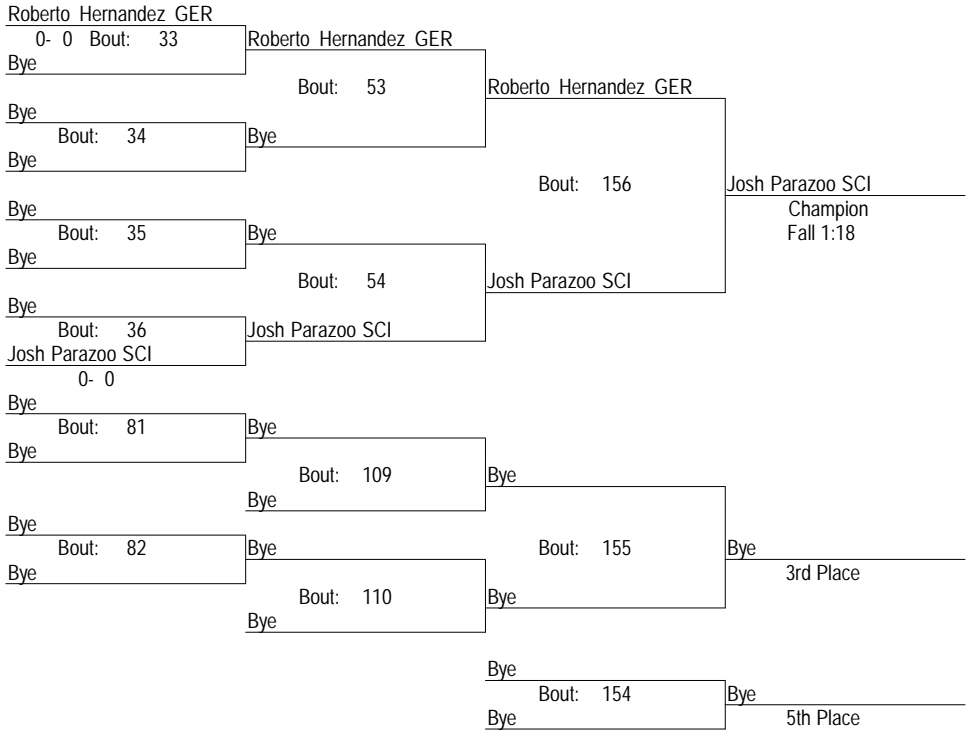 Roberto Hernandez GER
0- 0 Bout: 33
Roberto Hernandez GER
Bye
Bout: 53
Roberto Hernandez GER
Bye
Bout: 34
Bye
Bye
Bout: 156
Josh Parazoo SCI
Bye
Champion
Bout: 35
Bye
Fall 1:18
Bye
Bout: 54
Josh Parazoo SCI
Bye
Bout: 36
Josh Parazoo SCI
Josh Parazoo SCI
0- 0
Bye
Bout: 81
Bye
Bye
Bout: 109
Bye
Bye
Bye
Bout: 82
Bye
Bout: 155
Bye
Bye
3rd Place
Bout: 110
Bye
Bye
Bye
Bout: 154
Bye
Bye
5th Place